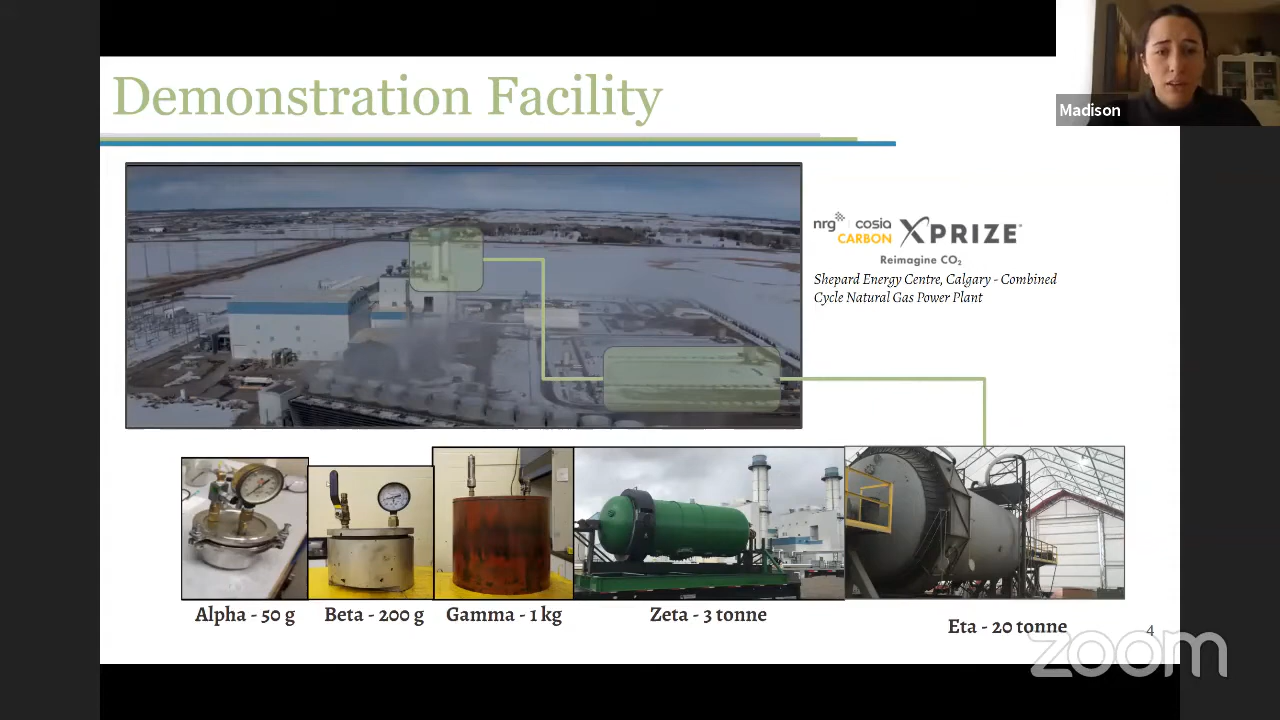 Demonstration Facility
Madison
nrg cosia
CARBON XPRIZE
Reimagine CO₂
Shepard Energy Centre, Calgary - Combined
Cycle Natural Gas Power Plant
Alpha - 50 g
Beta - 200 g
Gamma - 1 kg
Zeta - 3 tonne
Eta - 20 tonne
4
zoom